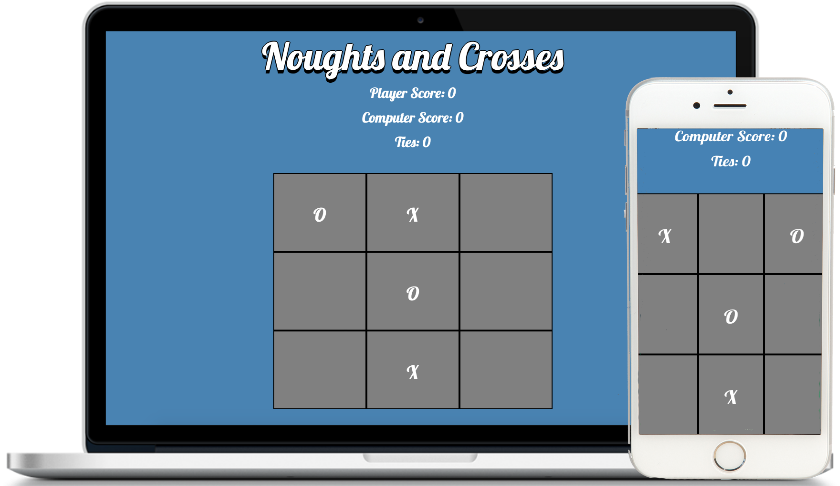 Noughts and Crosses
Player Score: 0
Computer Score: 0
Ties: 0
O X
O
X
Computer Score: 0
Ties: 0
X O
O
X